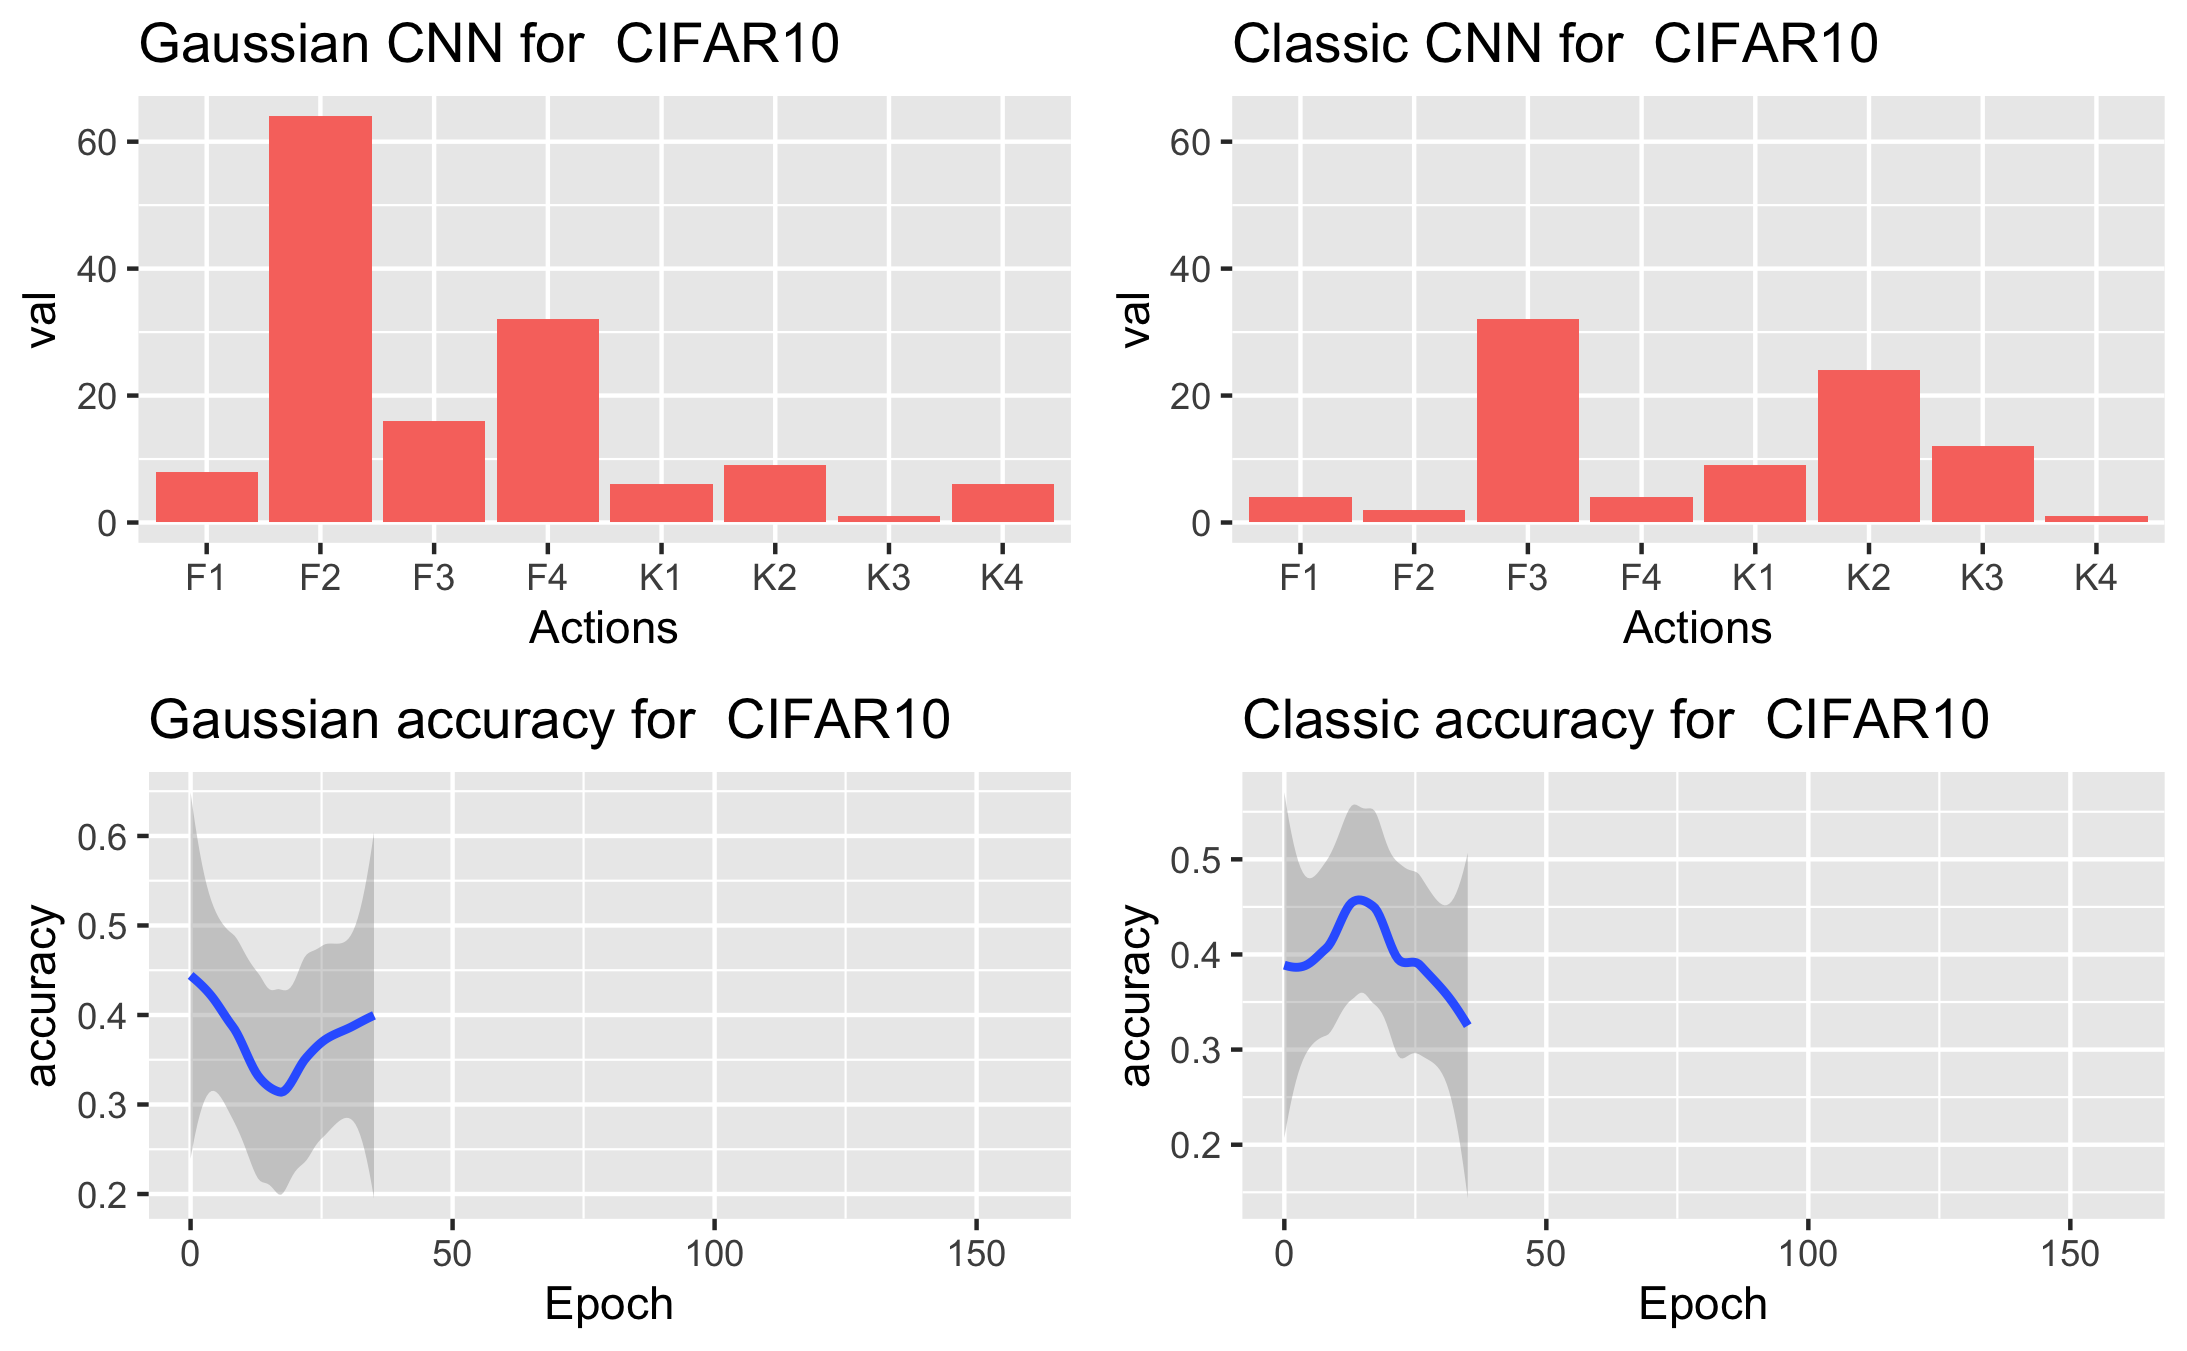 Gaussian CNN for  CIFAR10
val
60
40
20
0
F1 F2 F3 F4 K1 K2 K3 K4
Actions
Classic CNN for  CIFAR10
val
60
40
20
0
F1 F2 F3 F4 K1 K2 K3 K4
Actions
Gaussian accuracy for  CIFAR10
accuracy
0.6
0.5
0.4
0.3
0.2
0 50 100 150
Epoch
Classic accuracy for  CIFAR10
accuracy
0.5
0.4
0.3
0.2
0 50 100 150
Epoch